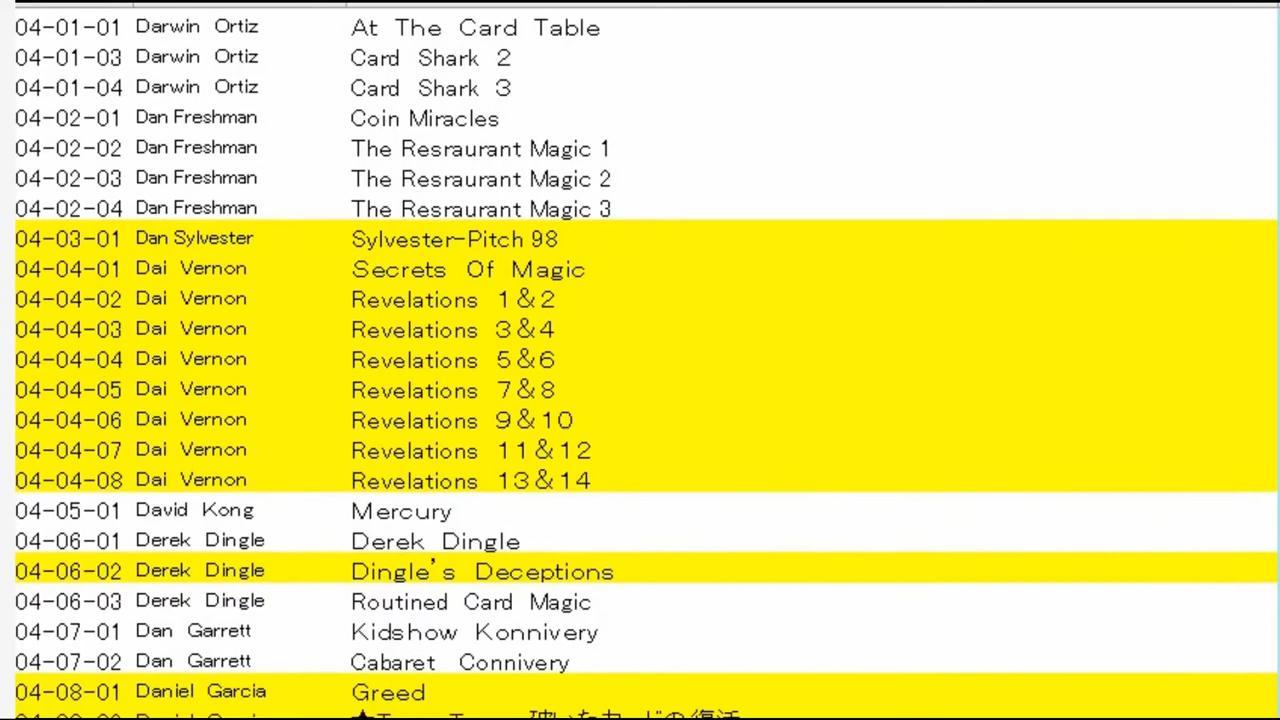 04-01-01 Darwin Ortiz At The Card Table
04-01-03 Darwin Ortiz Card Shark 2
04-01-04 Darwin Ortiz Card Shark 3
04-02-01 Dan Freshman Coin Miracles
04-02-02 Dan Freshman The Resraurant Magic 1
04-02-03 Dan Freshman The Resraurant Magic 2
04-02-04 Dan Freshman The Resraurant Magic 3
04-03-01 Dan Sylvester Sylvester-Pitch 98
04-04-01 Dai Vernon Secrets Of Magic
04-04-02 Dai Vernon Revelations 1&2
04-04-03 Dai Vernon Revelations 3&4
04-04-04 Dai Vernon Revelations 5&6
04-04-05 Dai Vernon Revelations 7&8
04-04-06 Dai Vernon Revelations 9&10
04-04-07 Dai Vernon Revelations 11&12
04-04-08 Dai Vernon Revelations 13&14
04-05-01 David Kong Mercury
04-06-01 Derek Dingle Derek Dingle
04-06-02 Derek Dingle Dingle's Deceptions
04-06-03 Derek Dingle Routined Card Magic
04-07-01 Dan Garrett Kidshow Konnivery
04-07-02 Dan Garrett Cabaret Connivery
04-08-01 Daniel Garcia Greed